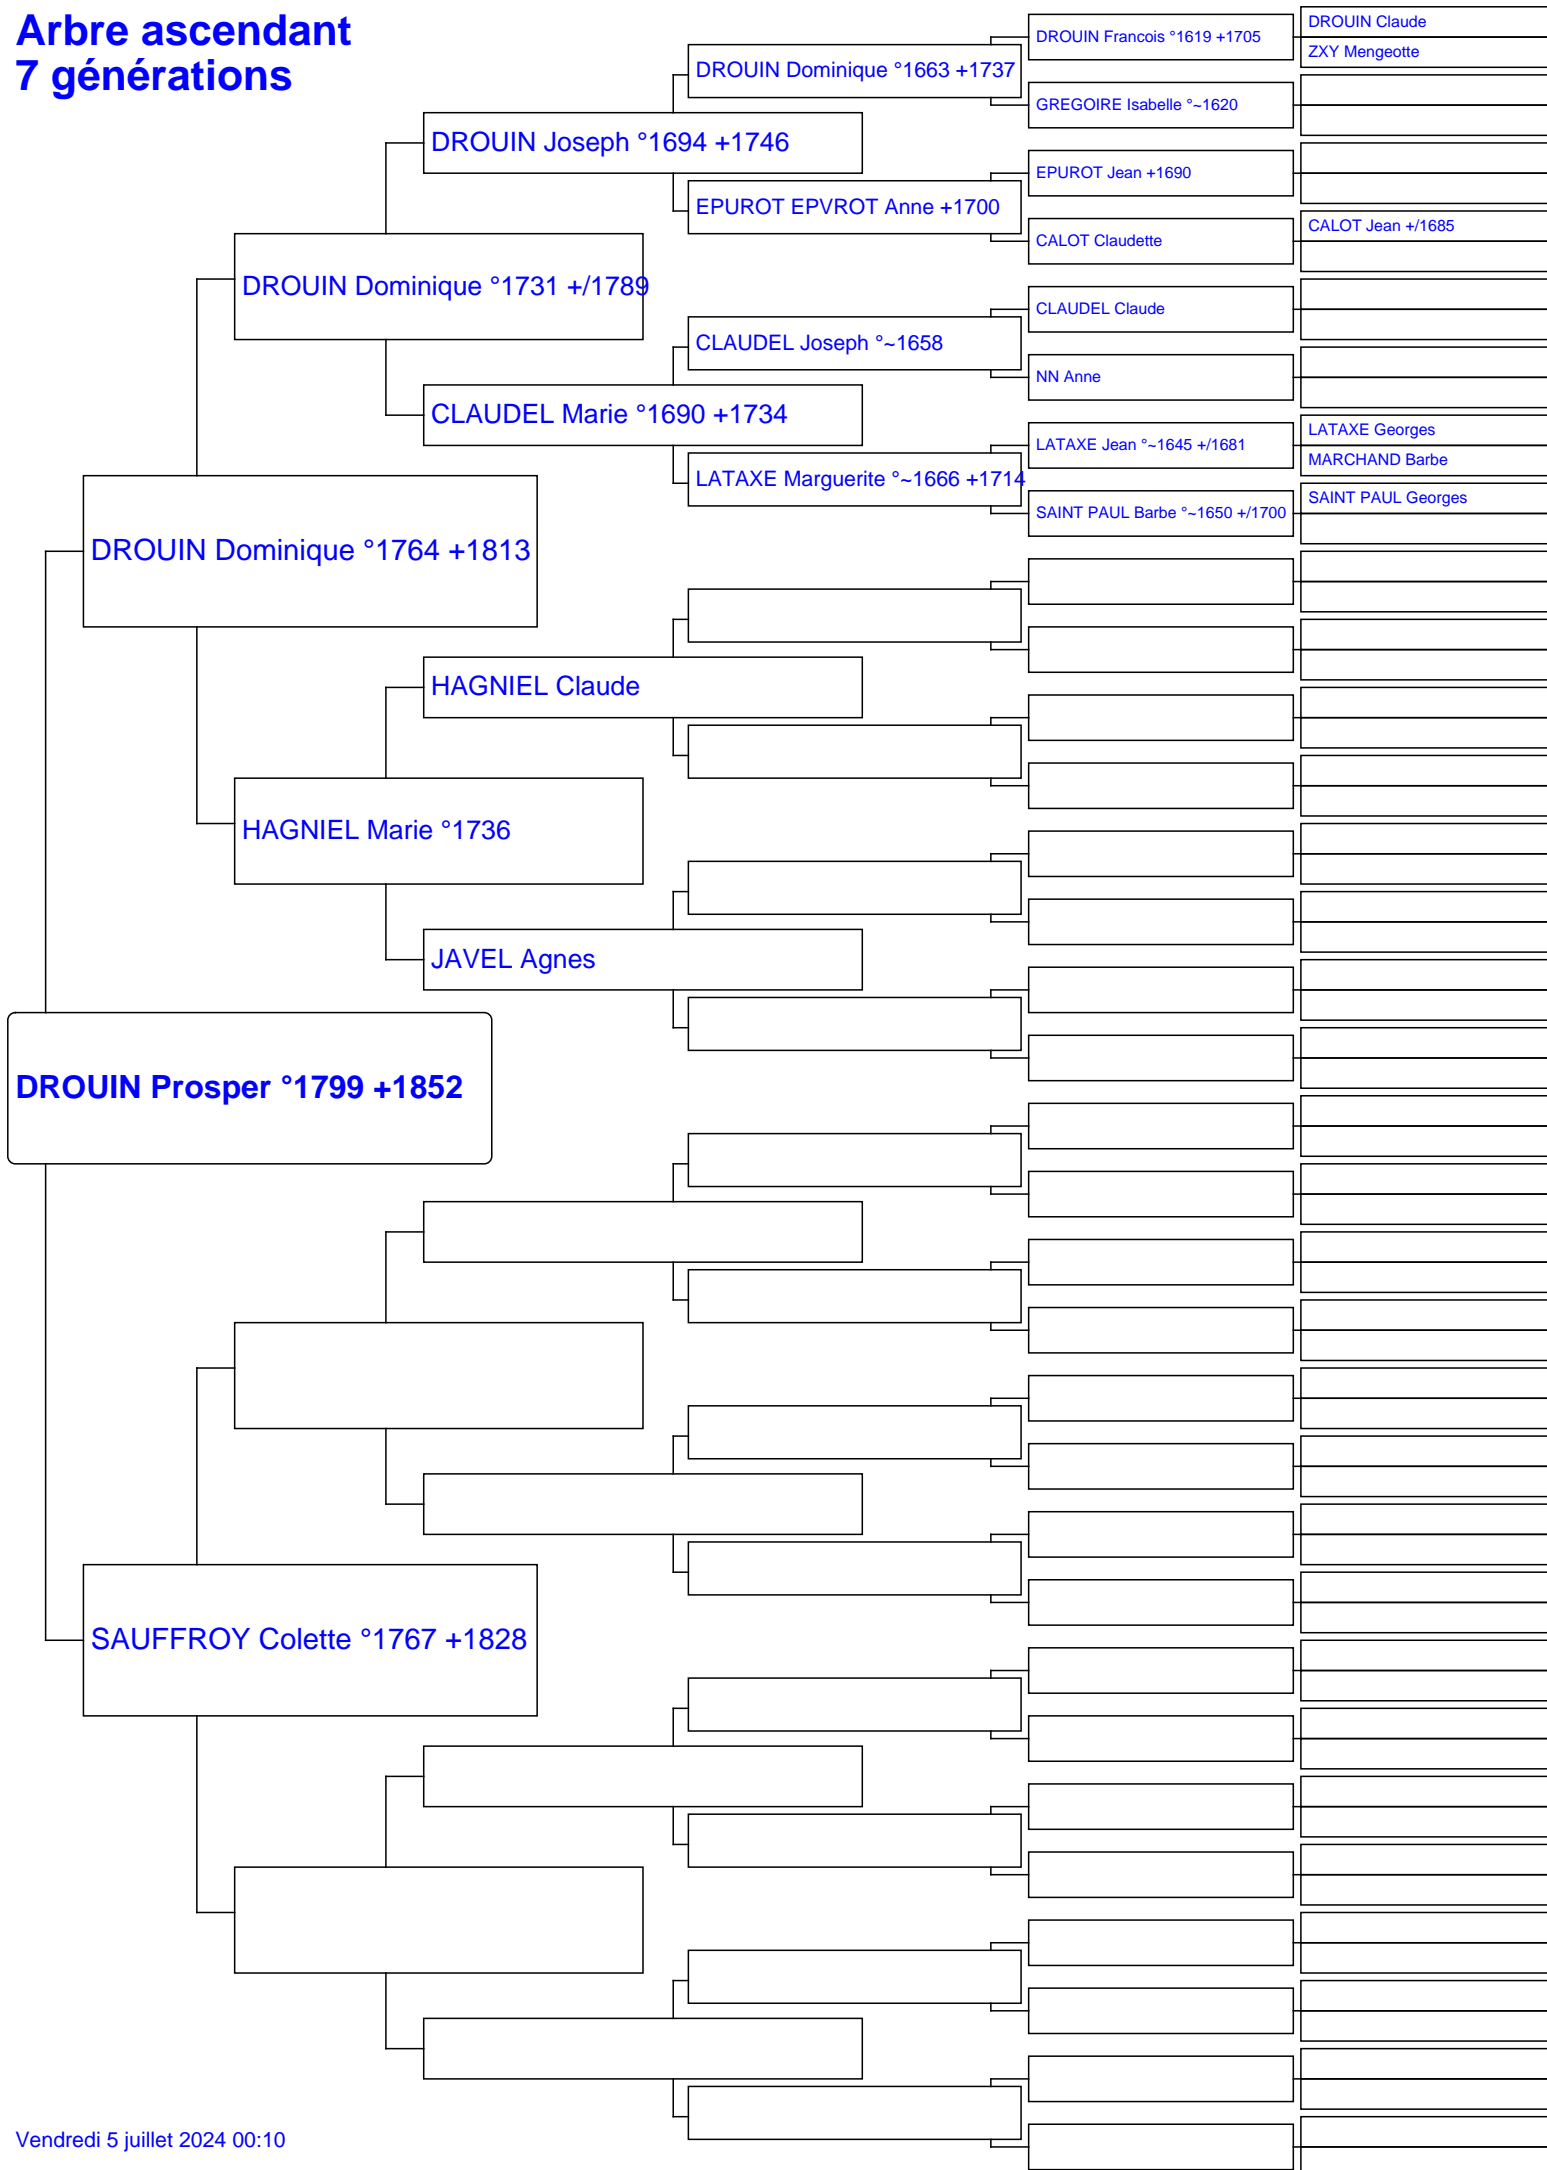 Arbre ascendant
7 générations
DROUIN Claude
ZXY Mengeotte
DROUIN Francois °1619 +1705
DROUIN Dominique °1663 +1737
GREGOIRE Isabelle °~1620
DROUIN Joseph °1694 +1746
EPUROT Jean +1690
EPUROT EPVROT Anne +1700
CALOT Jean +/1685
CALOT Claudette
DROUIN Dominique °1731 +/1789
CLAUDEL Claude
CLAUDEL Joseph °~1658
NN Anne
CLAUDEL Marie °1690 +1734
LATAXE Georges
LATAXE Jean °~1645 +/1681
MARCHAND Barbe
LATAXE Marguerite °~1666 +1714
SAINT PAUL Georges
SAINT PAUL Barbe °~1650 +/1700
DROUIN Dominique °1764 +1813
HAGNIEL Claude
HAGNIEL Marie °1736
JAVEL Agnes
DROUIN Prosper °1799 +1852
SAUFFROY Colette °1767 +1828
Vendredi 5 juillet 2024 00:10